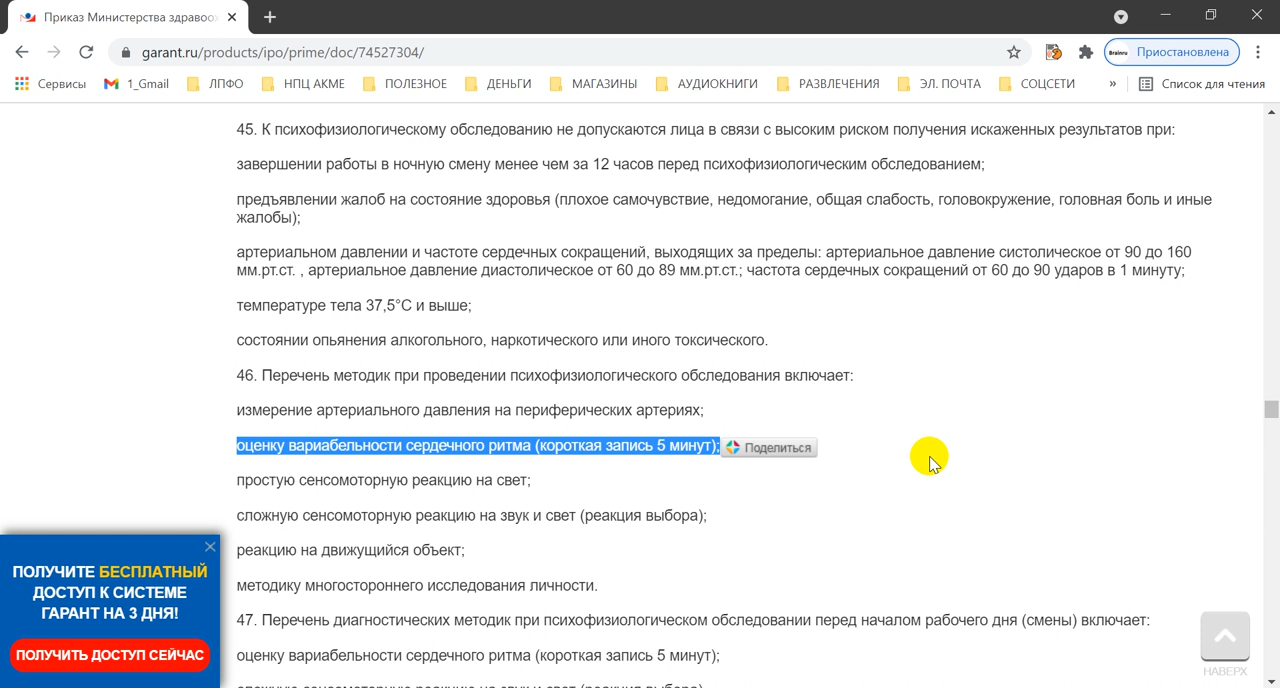 Приказ Министерства здравоох
garant.ru/products/ipo/prime/doc/74527304/
Brainru Приостановлена
Сервисы 1_Gmail ЛПФО НПЦ АКМЕ ПОЛЕЗНОЕ ДЕНЬГИ МАГАЗИНЫ АУДИОКНИГИ РАЗВЛЕЧЕНИЯ ЭЛ. ПОЧТА СОЦСЕТИ » Список для чтения
45. К психофизиологическому обследованию не допускаются лица в связи с высоким риском получения искаженных результатов при:
завершении работы в ночную смену менее чем за 12 часов перед психофизиологическим обследованием;
предъявлении жалоб на состояние здоровья (плохое самочувствие, недомогание, общая слабость, головокружение, головная боль и иные
жалобы);
артериальном давлении и частоте сердечных сокращений, выходящих за пределы: артериальное давление систолическое от 90 до 160
мм.рт.ст. , артериальное давление диастолическое от 60 до 89 мм.рт.ст.; частота сердечных сокращений от 60 до 90 ударов в 1 минуту;
температуре тела 37,5°С и выше;
состоянии опьянения алкогольного, наркотического или иного токсического.
46. Перечень методик при проведении психофизиологического обследования включает:
измерение артериального давления на периферических артериях;
оценку вариабельности сердечного ритма (короткая запись 5 минут); Поделиться
простую сенсомоторную реакцию на свет;
сложную сенсомоторную реакцию на звук и свет (реакция выбора);
реакцию на движущийся объект;
методику многостороннего исследования личности.
47. Перечень диагностических методик при психофизиологическом обследовании перед началом рабочего дня (смены) включает:
оценку вариабельности сердечного ритма (короткая запись 5 минут);
сложную сенсомоторную реакцию на звук и свет (реакция выбора)
ПОЛУЧИТЕ БЕСПЛАТНЫЙ
ДОСТУП К СИСТЕМЕ
ГАРАНТ НА 3 ДНЯ!
ПОЛУЧИТЬ ДОСТУП СЕЙЧАС
НАВЕРХ